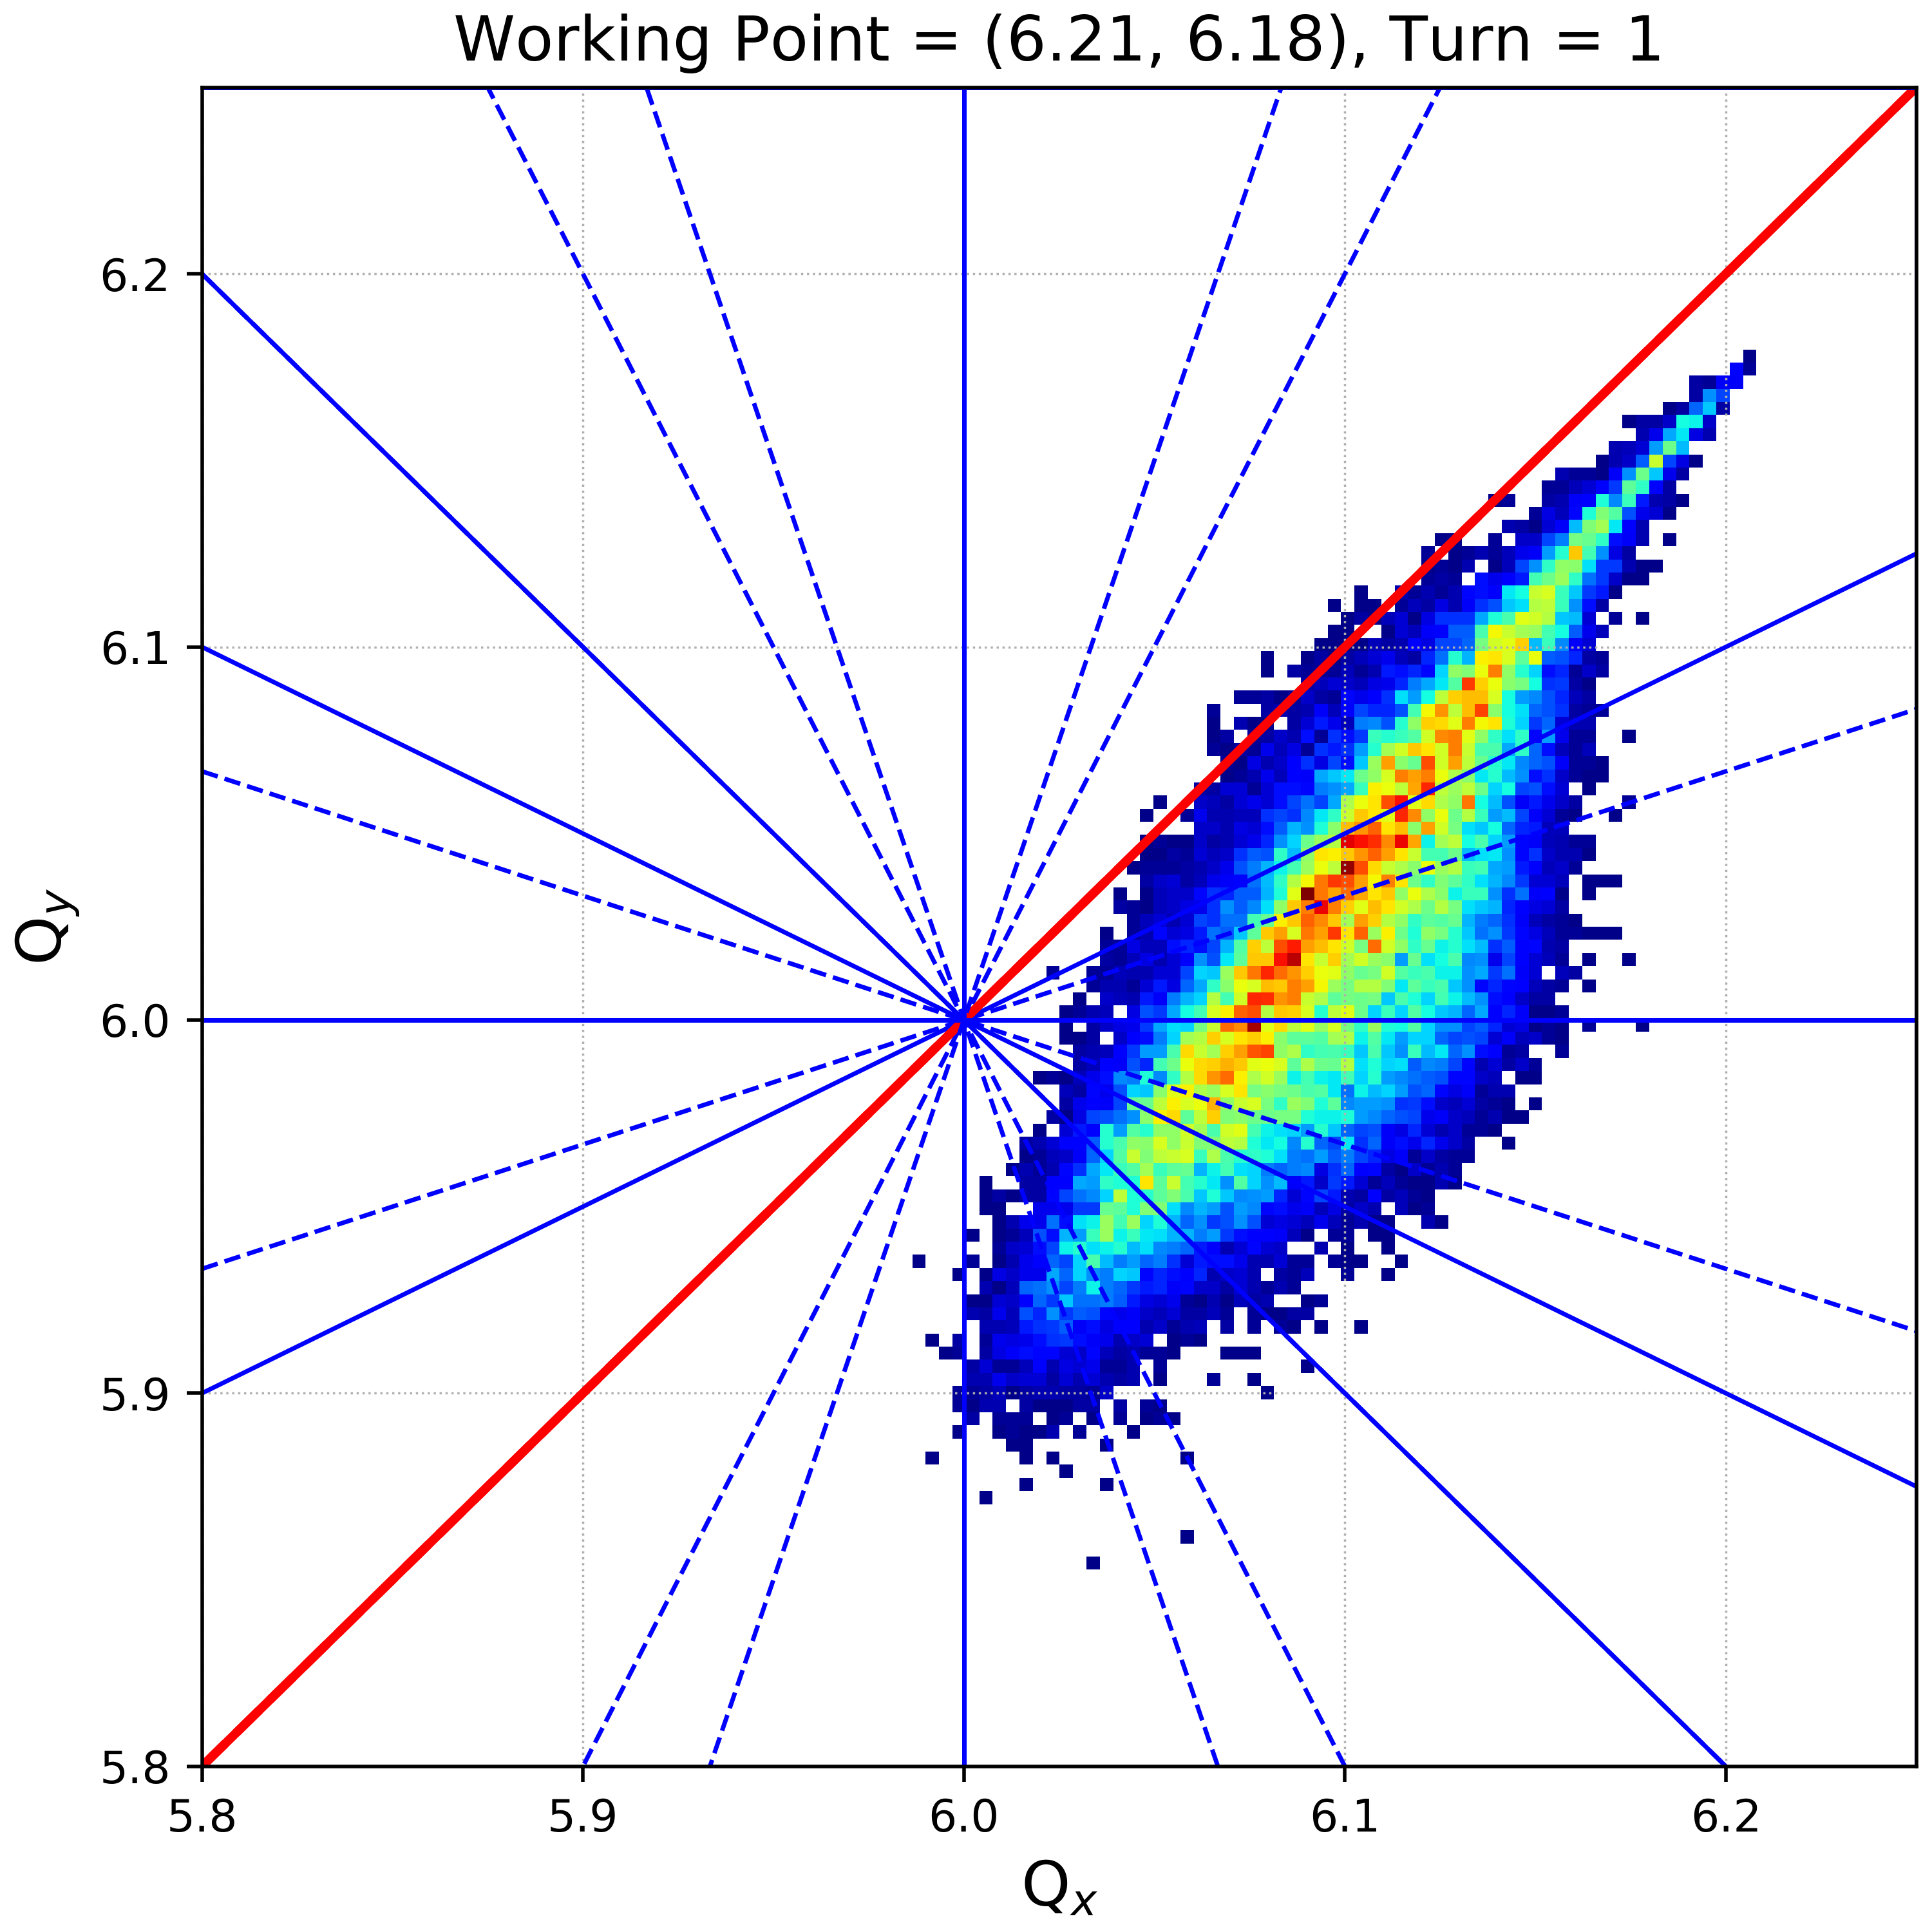 Working Point = (6.21, 6.18), Turn = 1
6.2
6.1
6.0
5.9
5.8
Qy
5.8 5.9 6.0 6.1 6.2
Qx